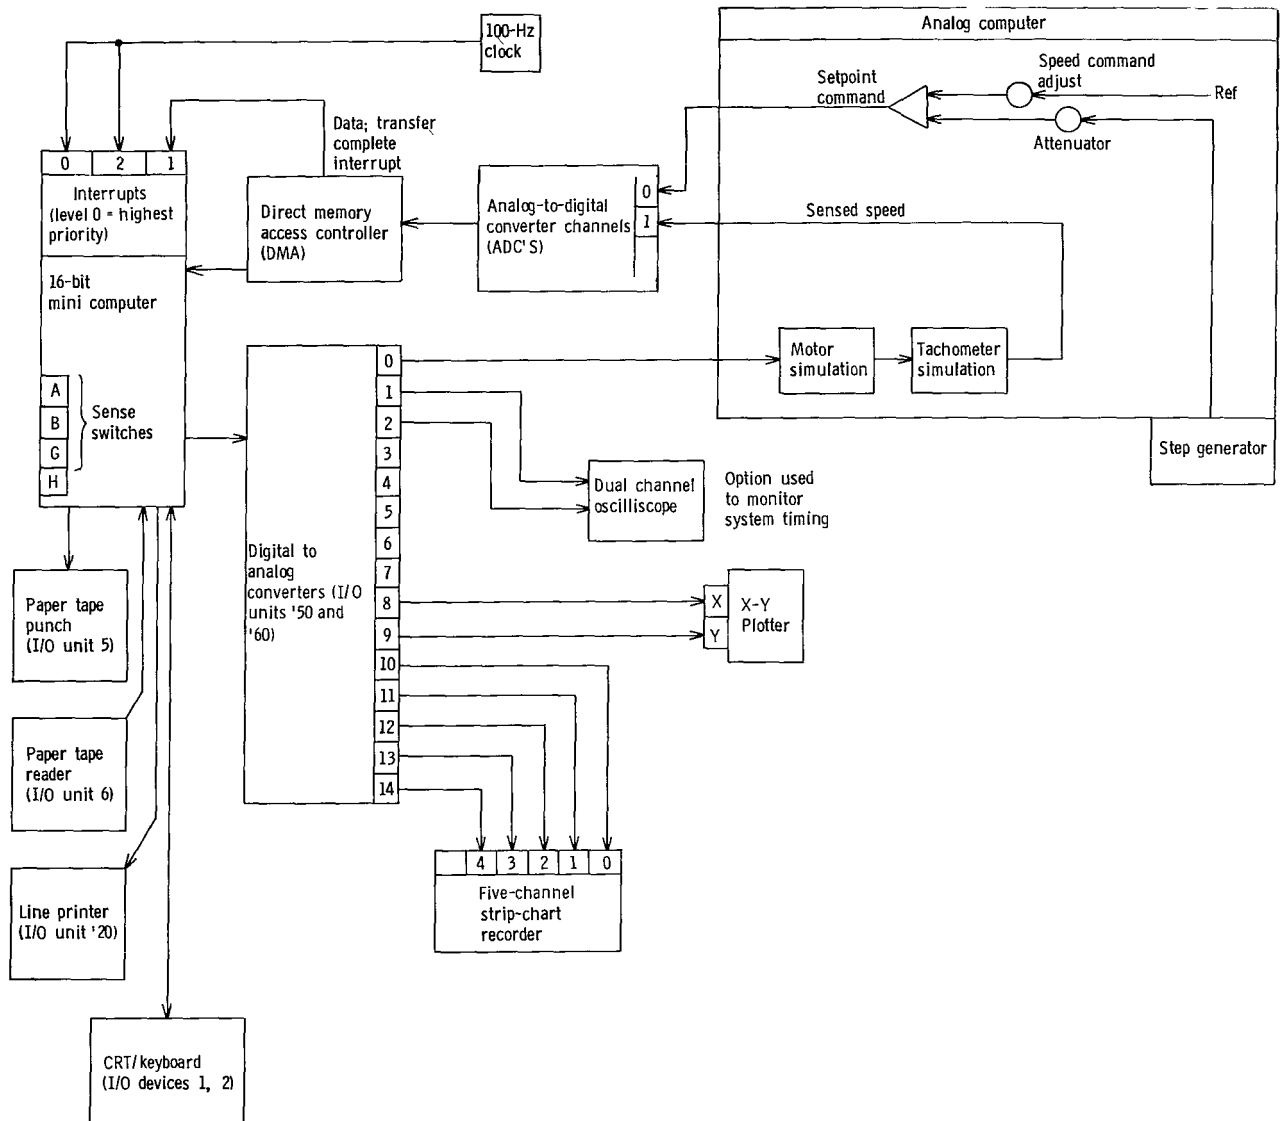 100-Hz
clock
Analog computer
Speed command
adjust
Setpoint
command
Ref
Attenuator
Data; transfer
complete
interrupt
0
2
1
Interrupts
(level 0 = highest
priority)
Direct memory
access controller
(DMA)
Analog-to-digital
converter channels
(ADC'S)
0
1
Sensed speed
16-bit
mini computer
A
B
G
H
Sense
switches
0
1
2
3
4
5
6
7
8
9
10
11
12
13
14
Motor
simulation
Tachometer
simulation
Step generator
Dual channel
oscilliscope
Option used
to monitor
system timing
Digital to
analog
converters (I/O
units '50 and
'60)
X
Y
X-Y
Plotter
Paper tape
punch
(I/O unit 5)
Paper tape
reader
(I/O unit 6)
Line printer
(I/O unit '20)
4
3
2
1
0
Five-channel
strip-chart
recorder
CRT/keyboard
(I/O devices 1, 2)